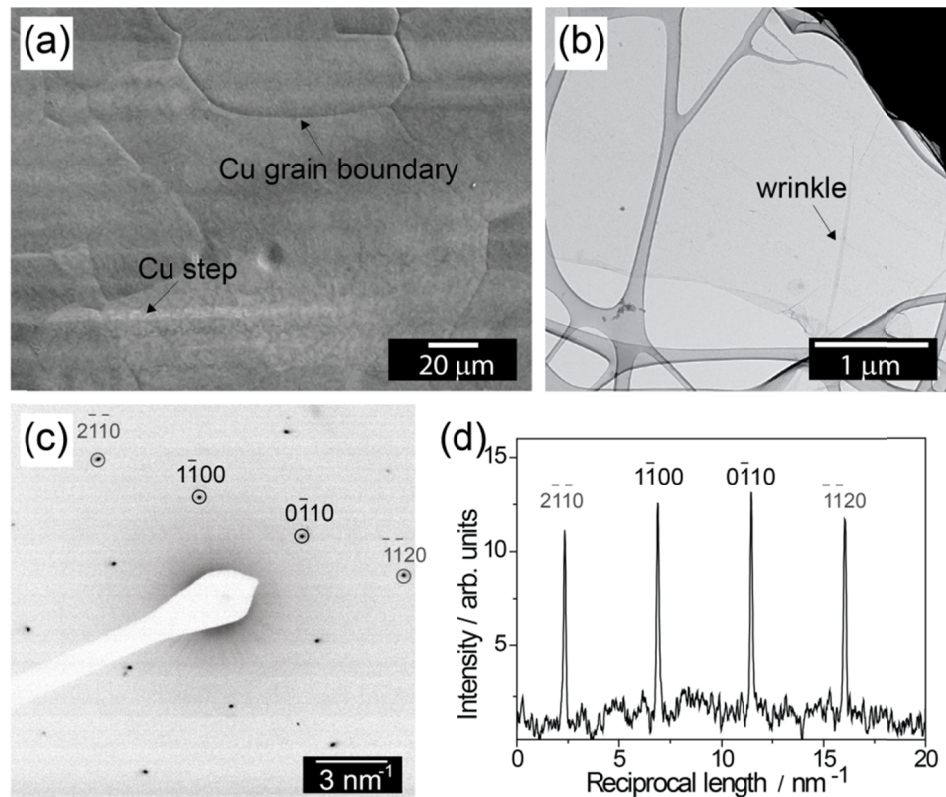 (a)
Cu grain boundary
Cu step
20 μm
(b)
wrinkle
1 μm
(c)
2̄1̄10
11̄00
01̄10
1̄1̄20
3 nm⁻¹
(d)
15
10
5
Intensity / arb. units
21̄1̄0
11̄00
01̄10
1̄1̄20
0
5
10
15
20
Reciprocal length / nm⁻¹